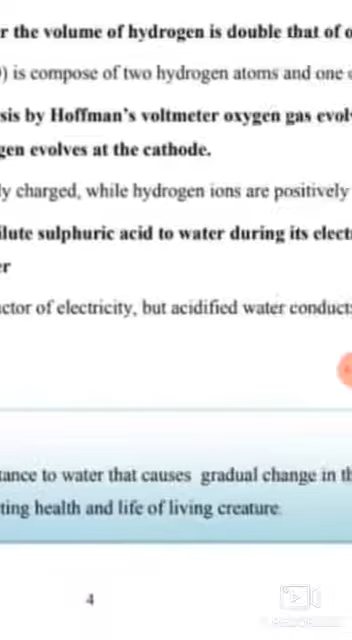 r the volume of hydrogen is double that of o
) is compose of two hydrogen atoms and one
sis by Hoffman's voltmeter oxygen gas evol
gen evolves at the cathode.
ly charged, while hydrogen ions are positively
ilute sulphuric acid to water during its elect
er
ctor of electricity, but acidified water conduct
tance to water that causes gradual change in th
ting health and life of living creature.
4